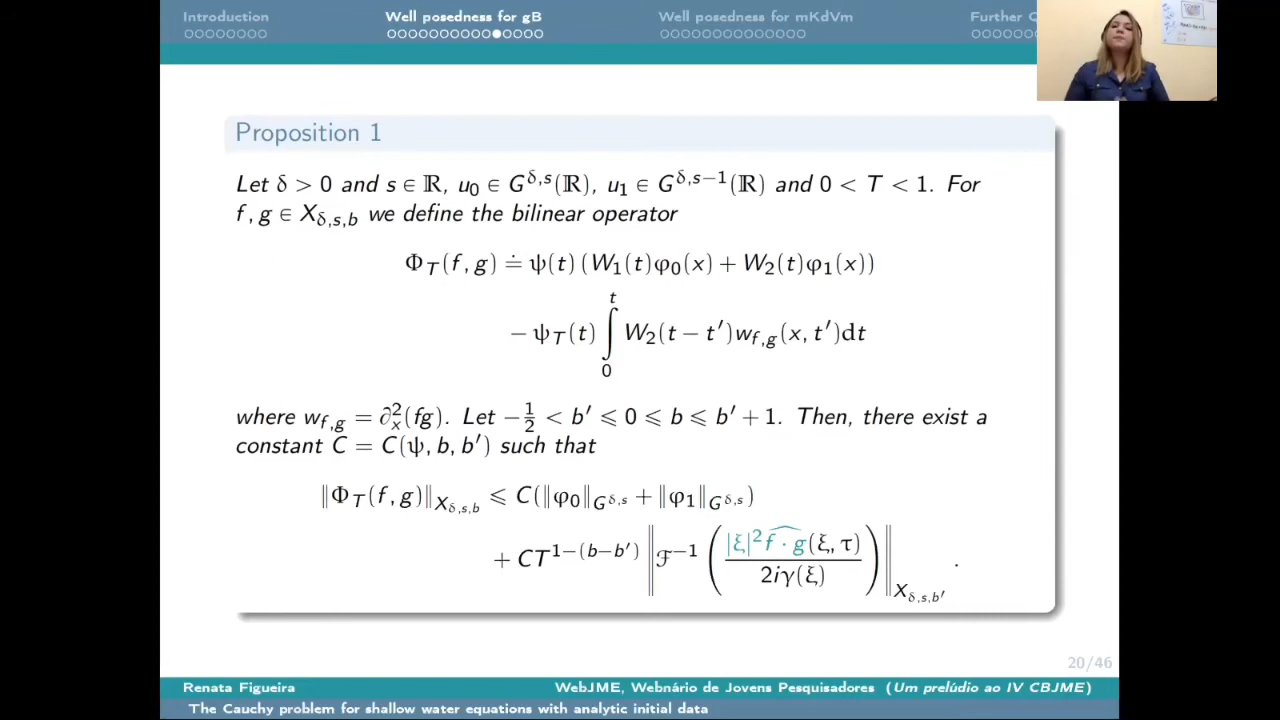 Introduction
Well posedness for gB
Well posedness for mKdVm
Further
Proposition 1
Let δ > 0 and s ∈ ℝ, u₀ ∈ G^{δ,s}(ℝ), u₁ ∈ G^{δ,s−1}(ℝ) and 0 < T < 1. For
f, g ∈ X_{δ,s,b} we define the bilinear operator
Φ_T(f, g) ≐ ψ(t) (W₁(t)φ₀(x) + W₂(t)φ₁(x))
− ψ_T(t) ∫₀ᵗ W₂(t − t′)w_{f,g}(x, t′)dt
where w_{f,g} = ∂ₓ²(fg). Let −1/2 < b′ ⩽ 0 ⩽ b ⩽ b′ + 1. Then, there exist a
constant C = C(ψ, b, b′) such that
‖Φ_T(f, g)‖_{X_{δ,s,b}} ⩽ C(‖φ₀‖_{G^{δ,s}} + ‖φ₁‖_{G^{δ,s}})
+ CT^{1−(b−b′)} ‖ℱ^{−1} ( |ξ|² \widehat{f · g}(ξ, τ) / 2iγ(ξ) )‖_{X_{δ,s,b′}} .
20/46
Renata Figueira
WebJME, Webnário de Jovens Pesquisadores (Um prelúdio ao IV CBJME)
The Cauchy problem for shallow water equations with analytic initial data